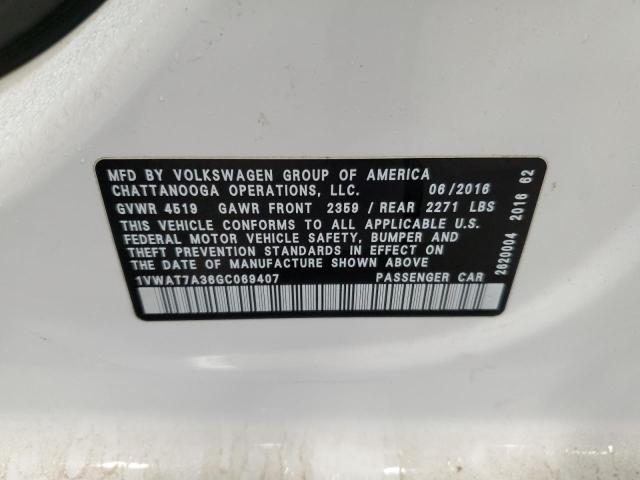 MFD BY VOLKSWAGEN GROUP OF AMERICA
CHATTANOOGA OPERATIONS, LLC. 06/2016
GVWR 4519 GAWR FRONT 2359 / REAR 2271 LBS
THIS VEHICLE CONFORMS TO ALL APPLICABLE U.S.
FEDERAL MOTOR VEHICLE SAFETY, BUMPER AND
THEFT PREVENTION STANDARDS IN EFFECT ON
THE DATE OF MANUFACTURE SHOWN ABOVE.
1VWAT7A36GC069407 PASSENGER CAR
2620004 2016 62